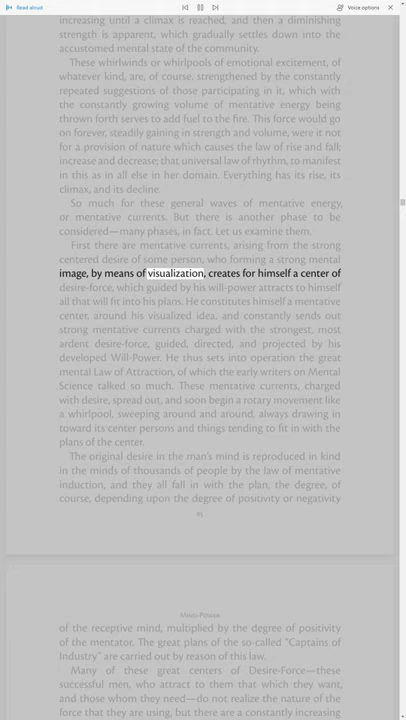 Read aloud
Voice options
increasing until a climax is reached, and then a diminishing
strength is apparent, which gradually settles down into the
accustomed mental state of the community.
These whirlwinds or whirlpools of emotional excitement, of
whatever kind, are, of course, strengthened by the constantly
repeated suggestions of those participating in it, which with
the constantly growing volume of mentative energy being
thrown forth serves to add fuel to the fire. This force would go
on forever, steadily gaining in strength and volume, were it not
for a provision of nature which causes the law of rise and fall;
increase and decrease; that universal law of rhythm, to manifest
in this as in all else in her domain. Everything has its rise, its
climax, and its decline.
So much for these general waves of mentative energy,
or mentative currents. But there is another phase to be
considered—many phases, in fact. Let us examine them.
First there are mentative currents, arising from the strong
centered desire of some person, who forming a strong mental
image, by means of visualization, creates for himself a center of
desire-force, which guided by his will-power attracts to himself
all that will fit into his plans. He constitutes himself a mentative
center, around his visualized idea, and constantly sends out
strong mentative currents charged with the strongest, most
ardent desire-force, guided, directed, and projected by his
developed Will-Power. He thus sets into operation the great
mental Law of Attraction, of which the early writers on Mental
Science talked so much. These mentative currents, charged
with desire, spread out, and soon begin a rotary movement like
a whirlpool, sweeping around and around, always drawing in
toward its center persons and things tending to fit in with the
plans of the center.
The original desire in the man's mind is reproduced in kind
in the minds of thousands of people by the law of mentative
induction, and they all fall in with the plan, the degree, of
course, depending upon the degree of positivity or negativity
Mind-Power
of the receptive mind, multiplied by the degree of positivity
of the mentator. The great plans of the so-called "Captains of
Industry" are carried out by reason of this law.
Many of these great centers of Desire-Force—these
successful men, who attract to them that which they want,
and those whom they need—do not realize the nature of the
force that they are using, but there are a constantly increasing